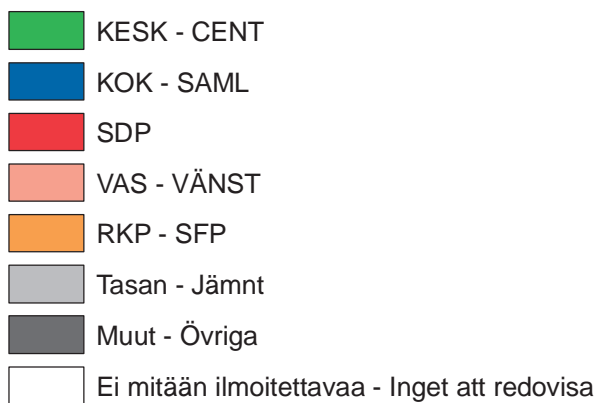 KESK - CENT
KOK - SAML
SDP
VAS - VÄNST
RKP - SFP
Tasan - Jämnt
Muut - Övriga
Ei mitään ilmoitettavaa - Inget att redovisa